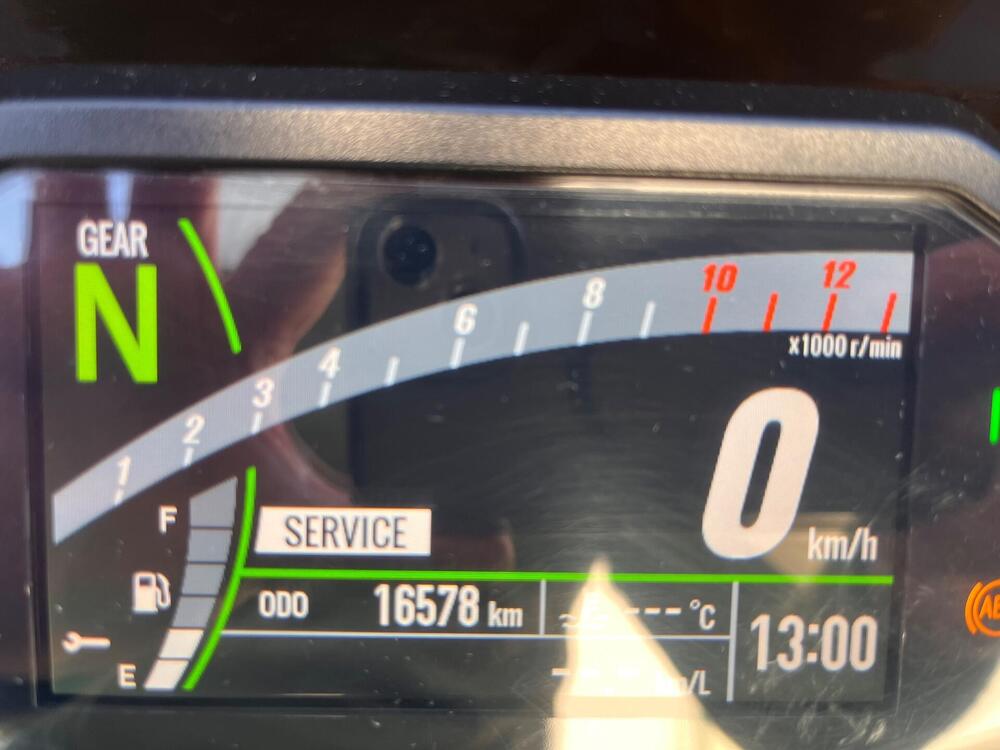 GEAR
N
1 2 3 4 6 8 10 12
x1000 r/min
0
km/h
F
SERVICE
ODO 16578 km
--- °C
13:00
E